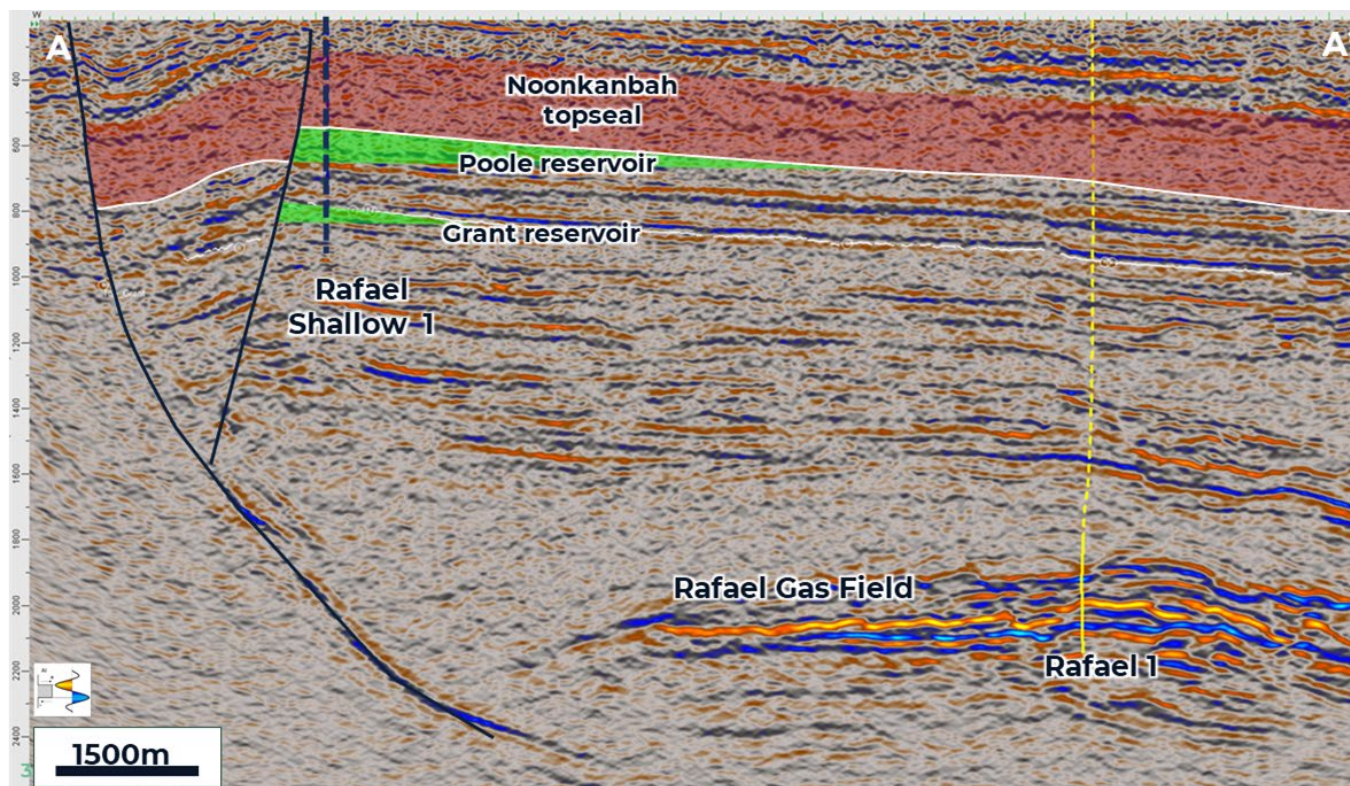 W
A
A'
Noonkanbah
topseal
400
600
Poole reservoir
800
Grant reservoir
1000
Rafael
Shallow 1
1200
1400
1600
1800
Rafael Gas Field
2000
Rafael 1
2200
2400
1500m